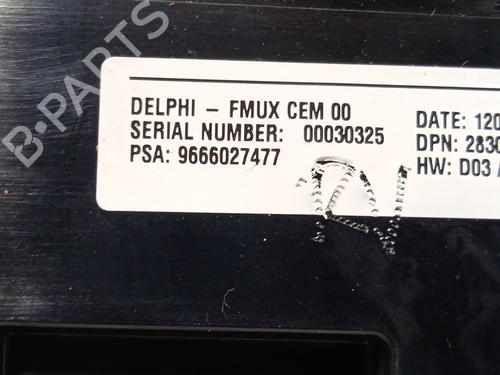 B-PARTS
DELPHI – FMUX CEM 00
SERIAL NUMBER: 00030325
PSA: 9666027477
DATE: 120
DPN: 2830
HW: D03 /